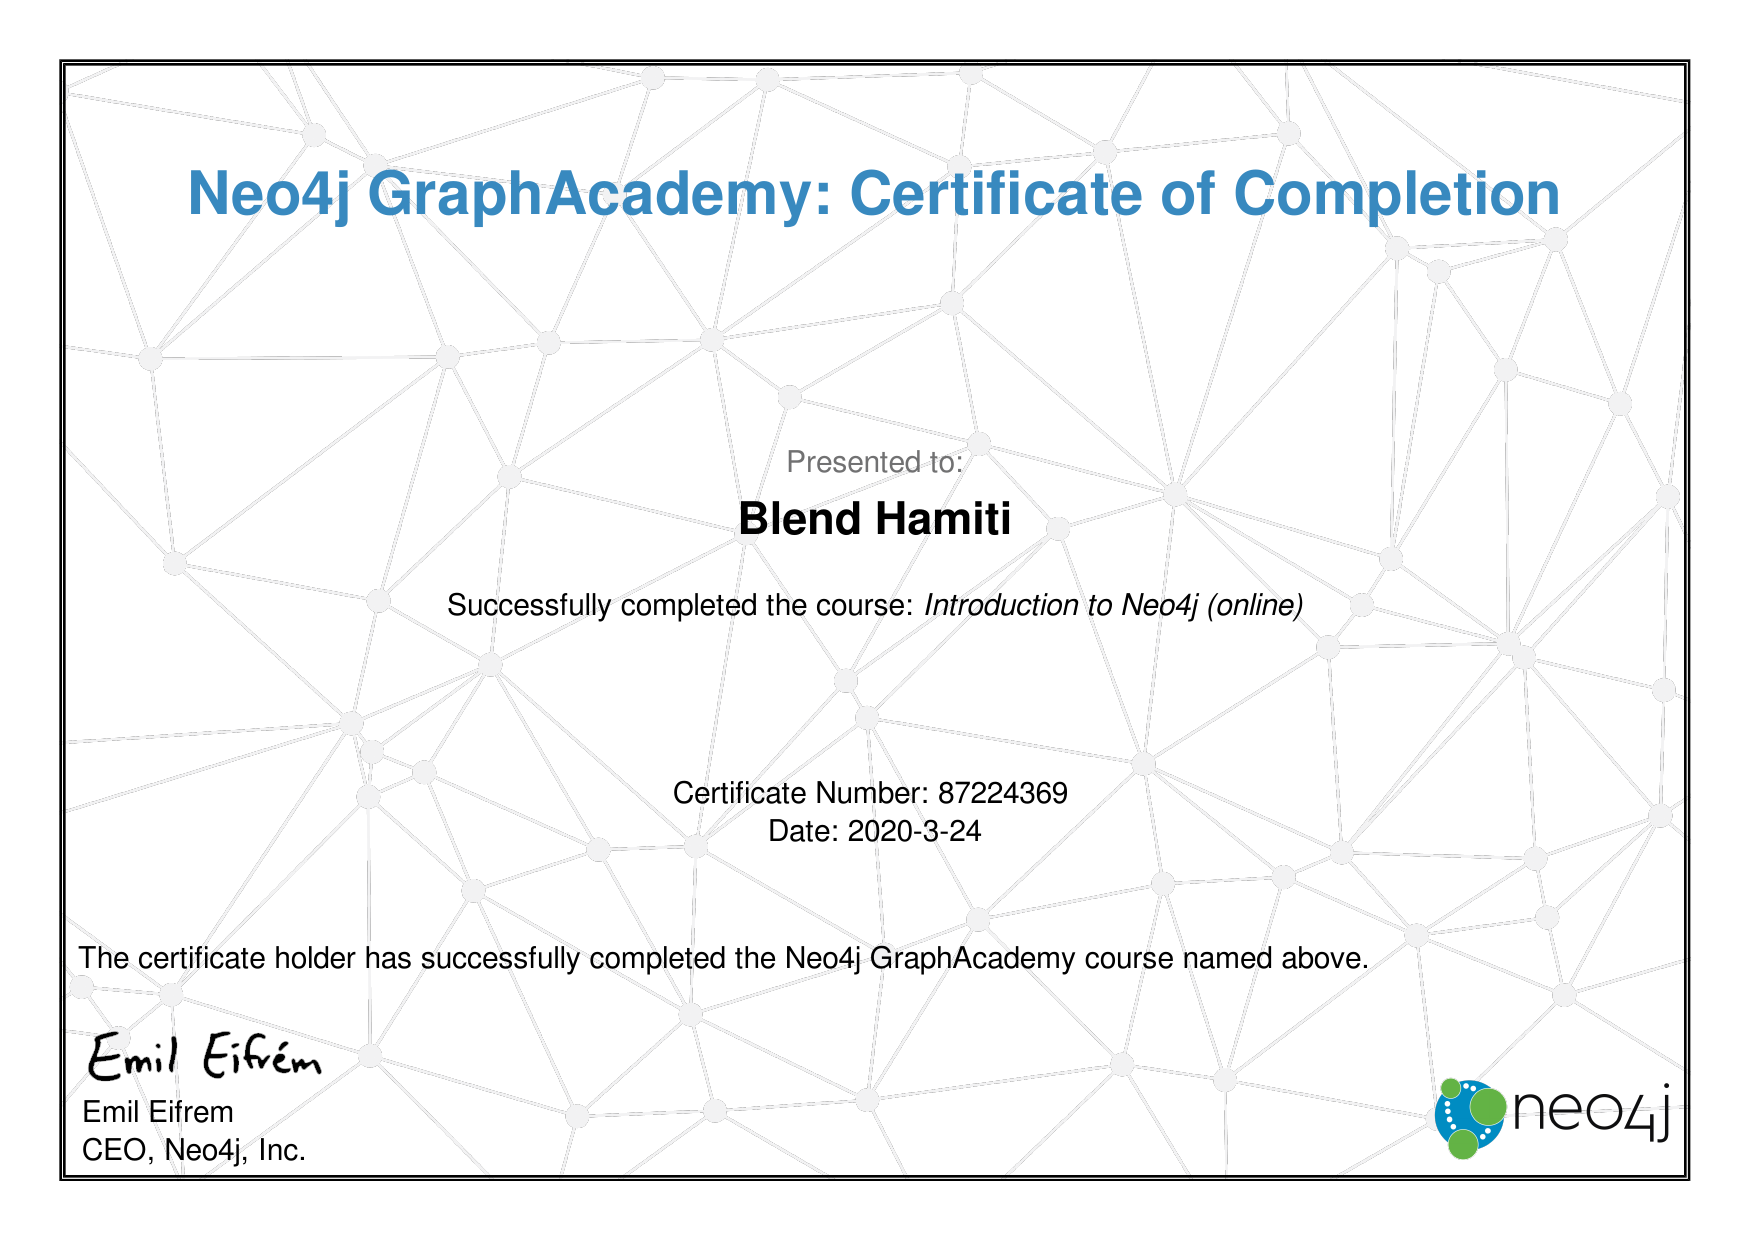 Neo4j GraphAcademy: Certificate of Completion
Presented to:
Blend Hamiti
Successfully completed the course: Introduction to Neo4j (online)
Certificate Number: 87224369
Date: 2020-3-24
The certificate holder has successfully completed the Neo4j GraphAcademy course named above.
Emil Eifrém
Emil Eifrem
CEO, Neo4j, Inc.
neo4j